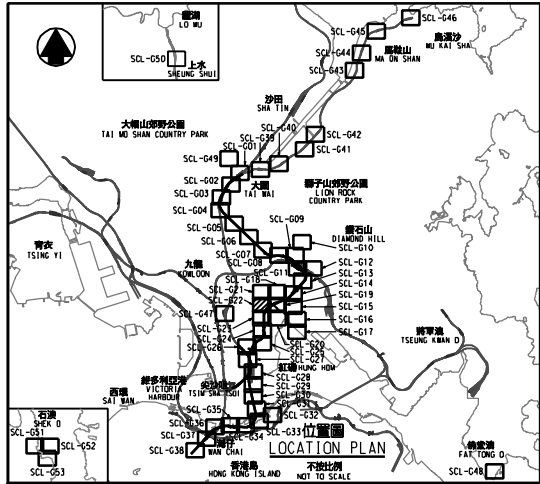 羅湖
LO WU
SCL-G50
上水
SHEUNG SHUI
SCL-G46
烏溪沙
WU KAI SHA
SCL-G45
SCL-G44
馬鞍山
MA ON SHAN
SCL-G43
沙田
SHA TIN
SCL-G40
SCL-G39
SCL-G42
SCL-G41
大帽山郊野公園
TAI MO SHAN COUNTRY PARK
SCL-G01
SCL-G49
SCL-G02
大圍
TAI WAI
獅子山郊野公園
LION ROCK
COUNTRY PARK
SCL-G03
SCL-G04
SCL-G05
SCL-G06
SCL-G07
SCL-G08
SCL-G09
鑽石山
DIAMOND HILL
SCL-G10
SCL-G11
SCL-G12
SCL-G13
SCL-G14
SCL-G18
SCL-G19
SCL-G15
SCL-G16
SCL-G17
青衣
TSING YI
九龍
KOWLOON
SCL-G21
SCL-G22
SCL-G47
SCL-G23
SCL-G24
SCL-G26
SCL-G20
SCL-G27
紅磡
HUNG HOM
SCL-G28
SCL-G29
SCL-G30
SCL-G32
SCL-G33
SCL-G34
SCL-G35
SCL-G36
SCL-G37
SCL-G38
將軍澳
TSEUNG KWAN O
西環
SAI WAN
維多利亞港
VICTORIA
HARBOUR
尖沙咀
TSIM SHA TSUI
灣仔
WAN CHAI
香港島
HONG KONG ISLAND
石澳
SHEK O
SCL-G51
SCL-G52
SCL-G53
佛堂澳
FAT TONG O
SCL-G48
位置圖
LOCATION PLAN
不按比例
NOT TO SCALE